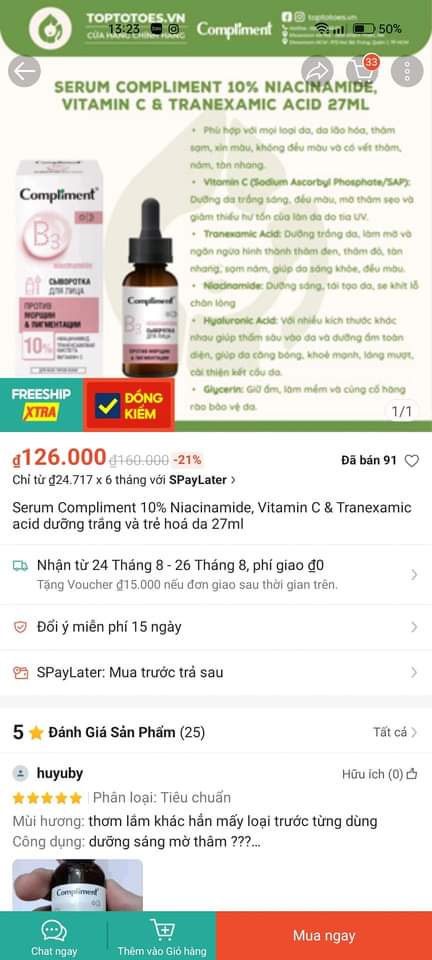 TOPTOTOES.VN
13:23
50%
CỬA HÀNG CHÍNH HÃNG
Compliment
toptotoes.vn
33
SERUM COMPLIMENT 10% NIACINAMIDE,
VITAMIN C & TRANEXAMIC ACID 27ML
• Phù hợp với mọi loại da, da lão hóa, thâm
sạm, xỉn màu, không đều màu và có vết thâm,
nám, tàn nhang.
• Vitamin C (Sodium Ascorbyl Phosphate/SAP):
Dưỡng da trắng sáng, đều màu, mờ thâm sẹo và
giảm thiểu hư tổn của làn da do tia UV.
• Tranexamic Acid: Dưỡng trắng da, làm mờ và
ngăn ngừa hình thành thâm đen, thâm đỏ, tàn
nhang, sạm nám, giúp da sáng khỏe, đều màu.
• Niacinamide: Dưỡng sáng, tái tạo da, se khít lỗ
chân lông
• Hyaluronic Acid: Với nhiều kích thước khác
nhau giúp thấm sâu vào da và dưỡng ẩm toàn
diện, giúp da căng bóng, khoẻ mạnh, láng mượt,
cải thiện kết cấu da.
• Glycerin: Giữ ẩm, làm mềm và củng cố hàng
rào bảo vệ da.
Compliment
B3
niacinamide
СЫВОРОТКА
ДЛЯ ЛИЦА
ПРОТИВ
МОРЩИН
& ПИГМЕНТАЦИИ
10%
НИАЦИНАМИД
ТРАНЕКСАМОВАЯ
КИСЛОТА
ВИТАМИН С
Compliment
B3
СЫВОРОТКА
ДЛЯ ЛИЦА
FREESHIP
XTRA
ĐỒNG
KIỂM
1/1
₫126.000 ₫160.000 -21%
Đã bán 91
Chỉ từ ₫24.717 x 6 tháng với SPayLater
Serum Compliment 10% Niacinamide, Vitamin C & Tranexamic
acid dưỡng trắng và trẻ hoá da 27ml
Nhận từ 24 Tháng 8 - 26 Tháng 8, phí giao ₫0
Tặng Voucher ₫15.000 nếu đơn giao sau thời gian trên.
Đổi ý miễn phí 15 ngày
SPayLater: Mua trước trả sau
5 Đánh Giá Sản Phẩm (25)
Tất cả
huyuby
Hữu ích (0)
Phân loại: Tiêu chuẩn
Mùi hương: thơm lắm khác hẳn mấy loại trước từng dùng
Công dụng: dưỡng sáng mờ thâm ???...
Compliment
Chat ngay
Thêm vào Giỏ hàng
Mua ngay